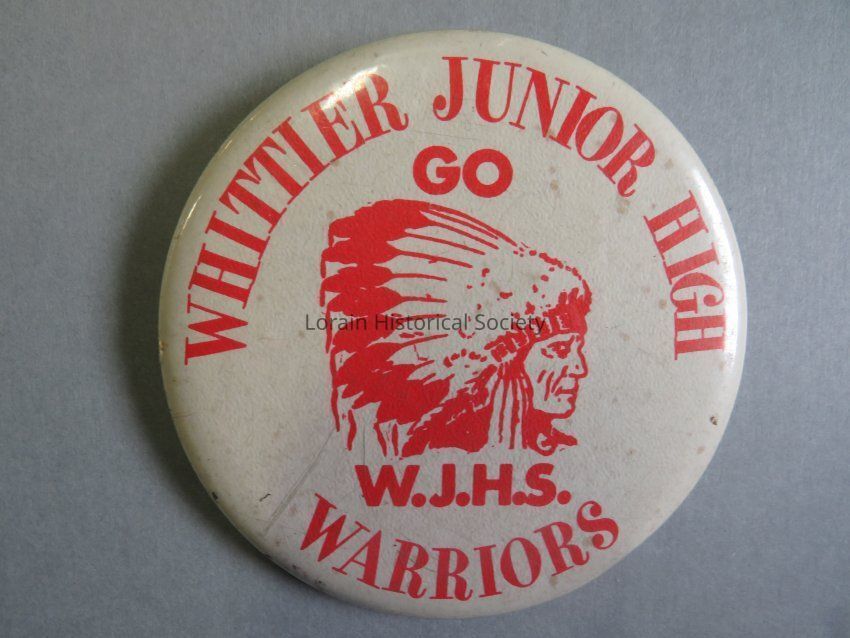 WHITTIER JUNIOR HIGH
GO
Lorain Historical Society
W.J.H.S.
WARRIORS